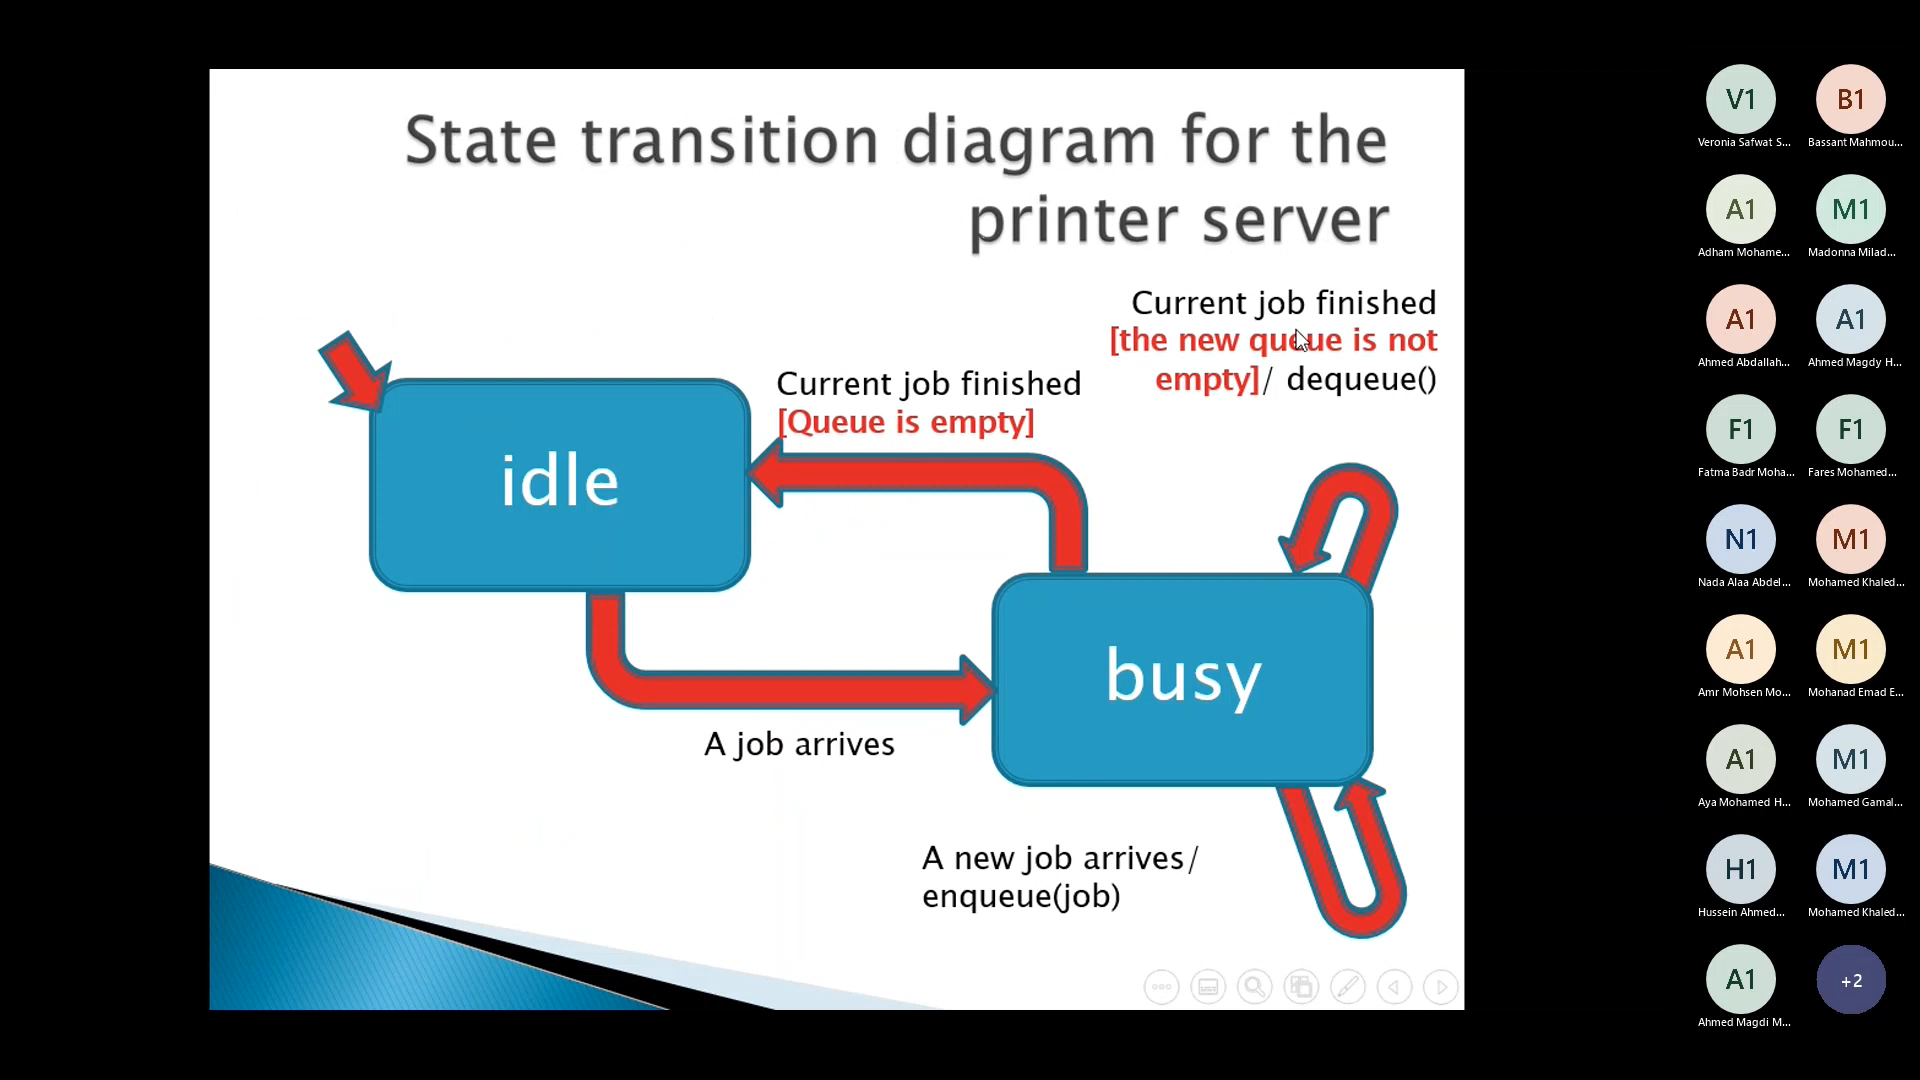 State transition diagram for the
printer server
Current job finished
[the new queue is not
empty]/ dequeue()
Current job finished
[Queue is empty]
idle
busy
A job arrives
A new job arrives/
enqueue(job)
V1
B1
Veronia Safwat S...
Bassant Mahmou...
A1
M1
Adham Mohame...
Madonna Milad...
A1
A1
Ahmed Abdallah...
Ahmed Magdy H...
F1
F1
Fatma Badr Moha...
Fares Mohamed...
N1
M1
Nada Alaa Abdel...
Mohamed Khaled...
A1
M1
Amr Mohsen Mo...
Mohanad Emad E...
A1
M1
Aya Mohamed H...
Mohamed Gamal...
H1
M1
Hussein Ahmed...
Mohamed Khaled...
A1
+2
Ahmed Magdi M...